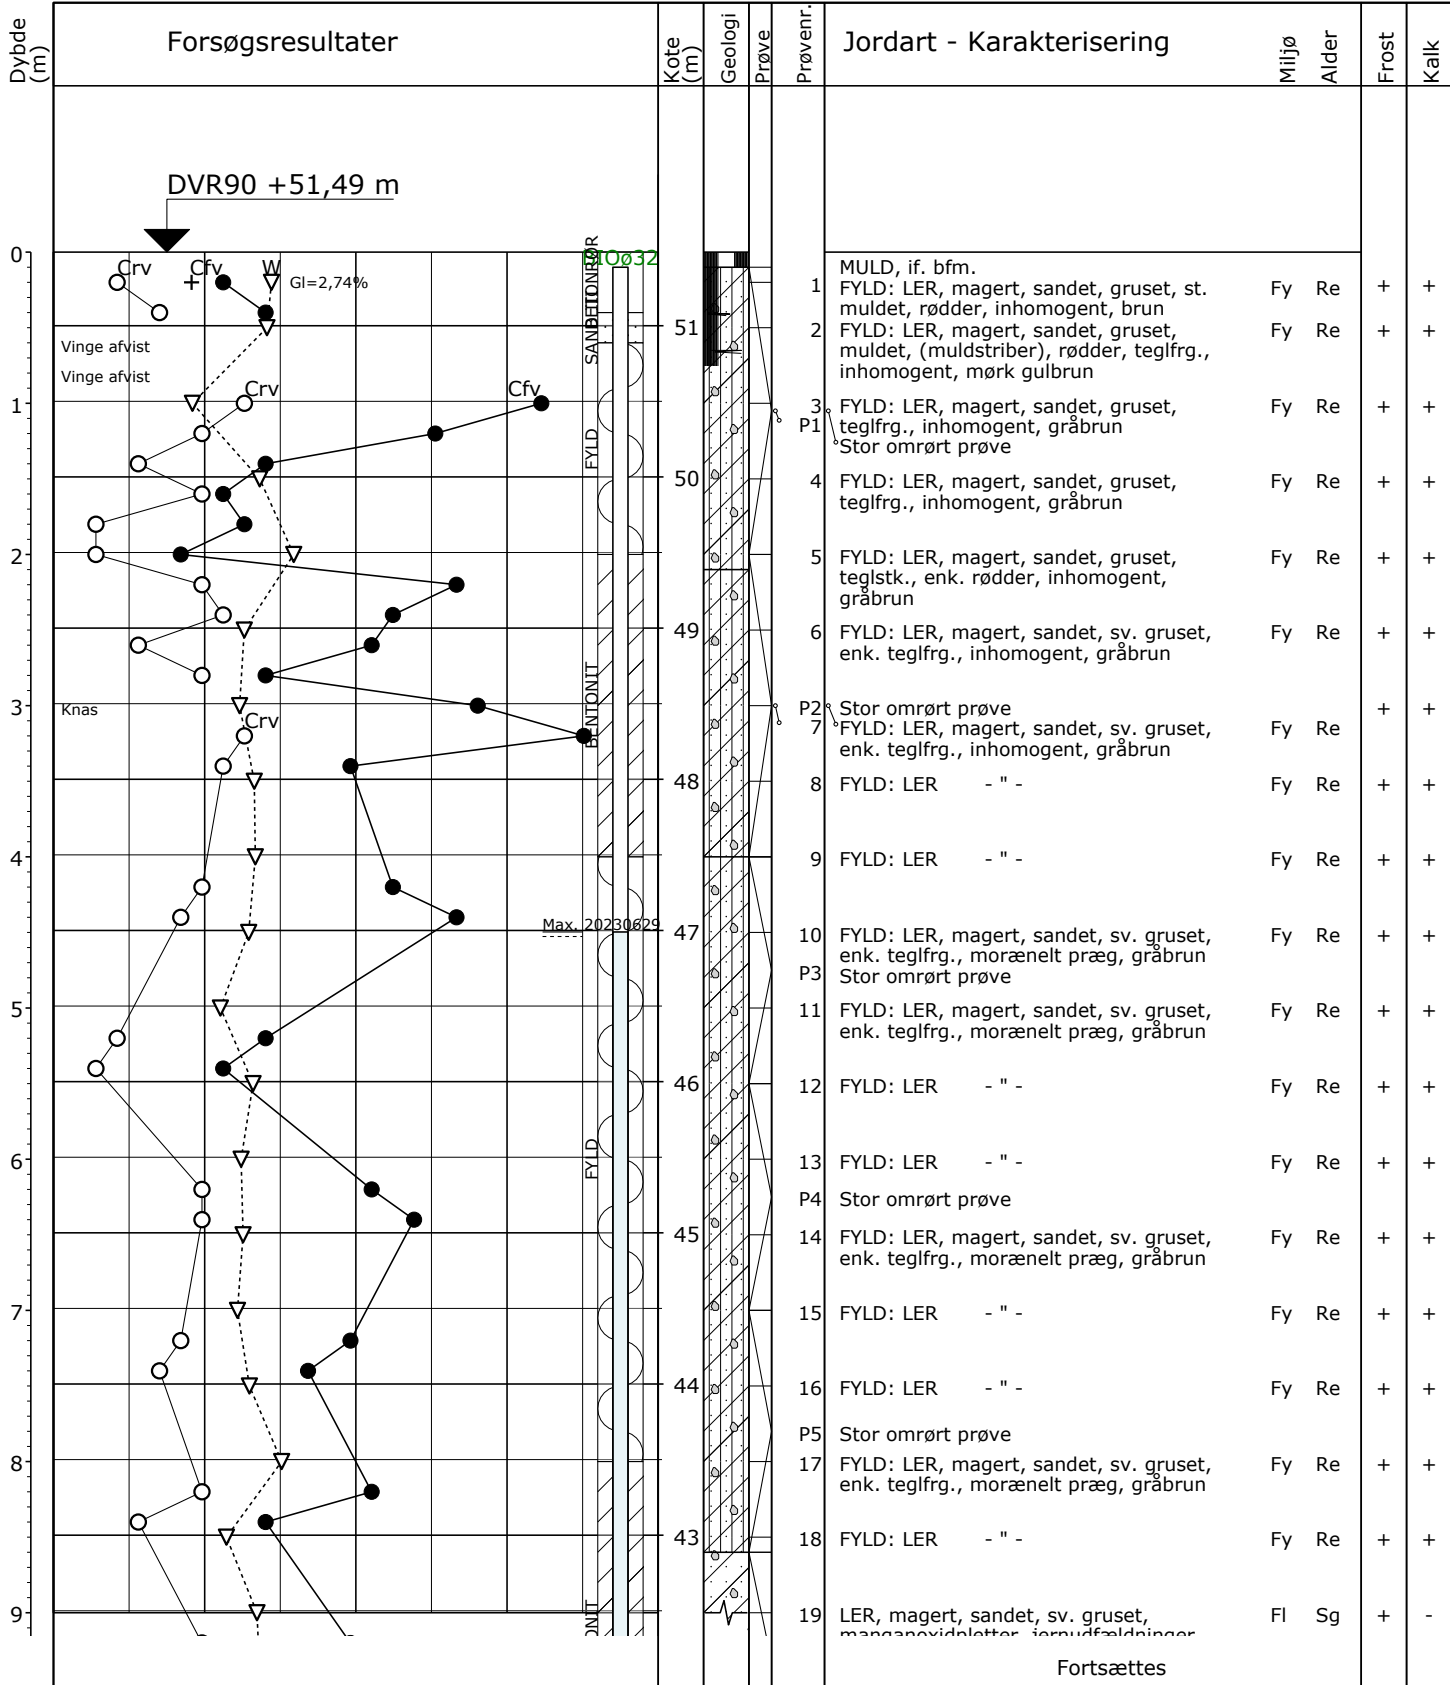 Dybde (m)
Forsøgsresultater
Kote (m)
Geologi
Prøve
Prøvenr.
Jordart - Karakterisering
Miljø
Alder
Frost
Kalk
DVR90 +51,49 m
0
Crv
Cfv
W
Gl=2,74%
MULD, if. bfm.
1 FYLD: LER, magert, sandet, gruset, st. Fy Re + +
muldet, rødder, inhomogent, brun
51
2 FYLD: LER, magert, sandet, gruset, Fy Re + +
muldet, (muldstriber), rødder, teglfrg.,
inhomogent, mørk gulbrun
Vinge afvist
Vinge afvist
Crv
Cfv
1
3 FYLD: LER, magert, sandet, gruset, Fy Re + +
teglfrg., inhomogent, gråbrun
P1 Stor omrørt prøve
FYLD
50
4 FYLD: LER, magert, sandet, gruset, Fy Re + +
teglfrg., inhomogent, gråbrun
2
5 FYLD: LER, magert, sandet, gruset, Fy Re + +
teglstk., enk. rødder, inhomogent,
gråbrun
49
6 FYLD: LER, magert, sandet, sv. gruset, Fy Re + +
enk. teglfrg., inhomogent, gråbrun
BENTONIT
3
Knas
Crv
P2 Stor omrørt prøve + +
7 FYLD: LER, magert, sandet, sv. gruset, Fy Re
enk. teglfrg., inhomogent, gråbrun
48
8 FYLD: LER - " - Fy Re + +
4
9 FYLD: LER - " - Fy Re + +
Max. 20230629
47
10 FYLD: LER, magert, sandet, sv. gruset, Fy Re + +
enk. teglfrg., morænelt præg, gråbrun
P3 Stor omrørt prøve
5
11 FYLD: LER, magert, sandet, sv. gruset, Fy Re + +
enk. teglfrg., morænelt præg, gråbrun
46
12 FYLD: LER - " - Fy Re + +
FYLD
6
13 FYLD: LER - " - Fy Re + +
P4 Stor omrørt prøve
45
14 FYLD: LER, magert, sandet, sv. gruset, Fy Re + +
enk. teglfrg., morænelt præg, gråbrun
7
15 FYLD: LER - " - Fy Re + +
44
16 FYLD: LER - " - Fy Re + +
P5 Stor omrørt prøve
8
17 FYLD: LER, magert, sandet, sv. gruset, Fy Re + +
enk. teglfrg., morænelt præg, gråbrun
43
18 FYLD: LER - " - Fy Re + +
9
19 LER, magert, sandet, sv. gruset, Fl Sg + -
manganoxidpletter, jernudfældninger
Fortsættes